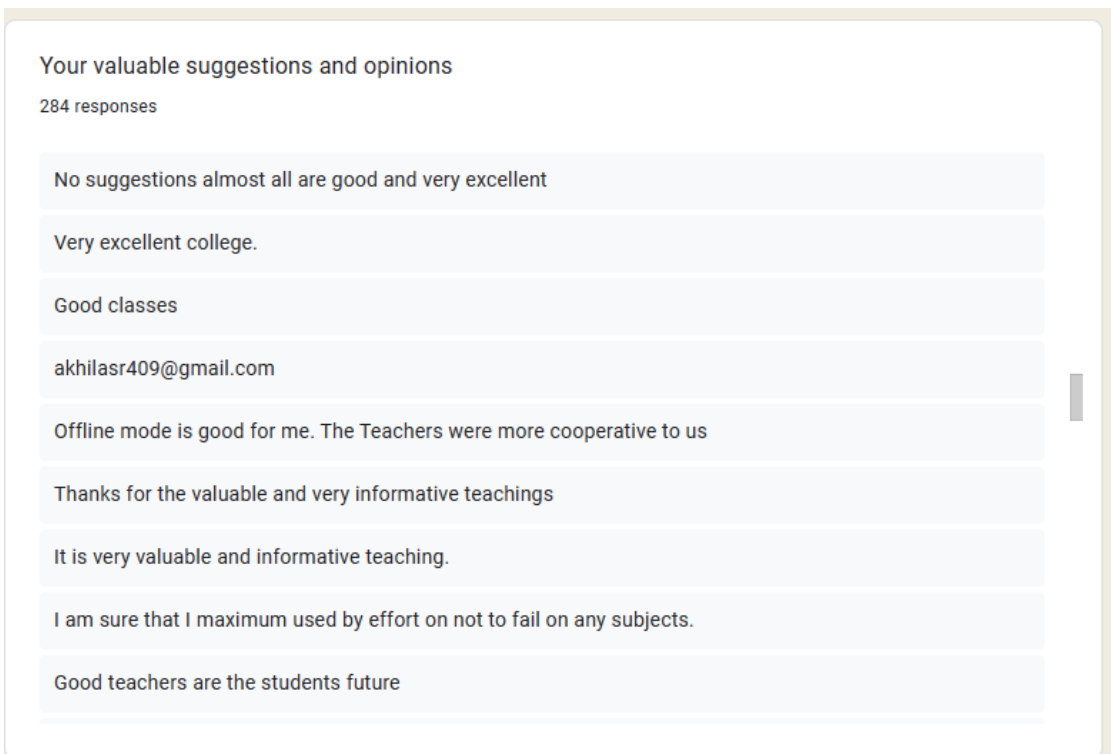 Your valuable suggestions and opinions
284 responses
No suggestions almost all are good and very excellent
Very excellent college.
Good classes
akhilasr409@gmail.com
Offline mode is good for me. The Teachers were more cooperative to us
Thanks for the valuable and very informative teachings
It is very valuable and informative teaching.
I am sure that I maximum used by effort on not to fail on any subjects.
Good teachers are the students future